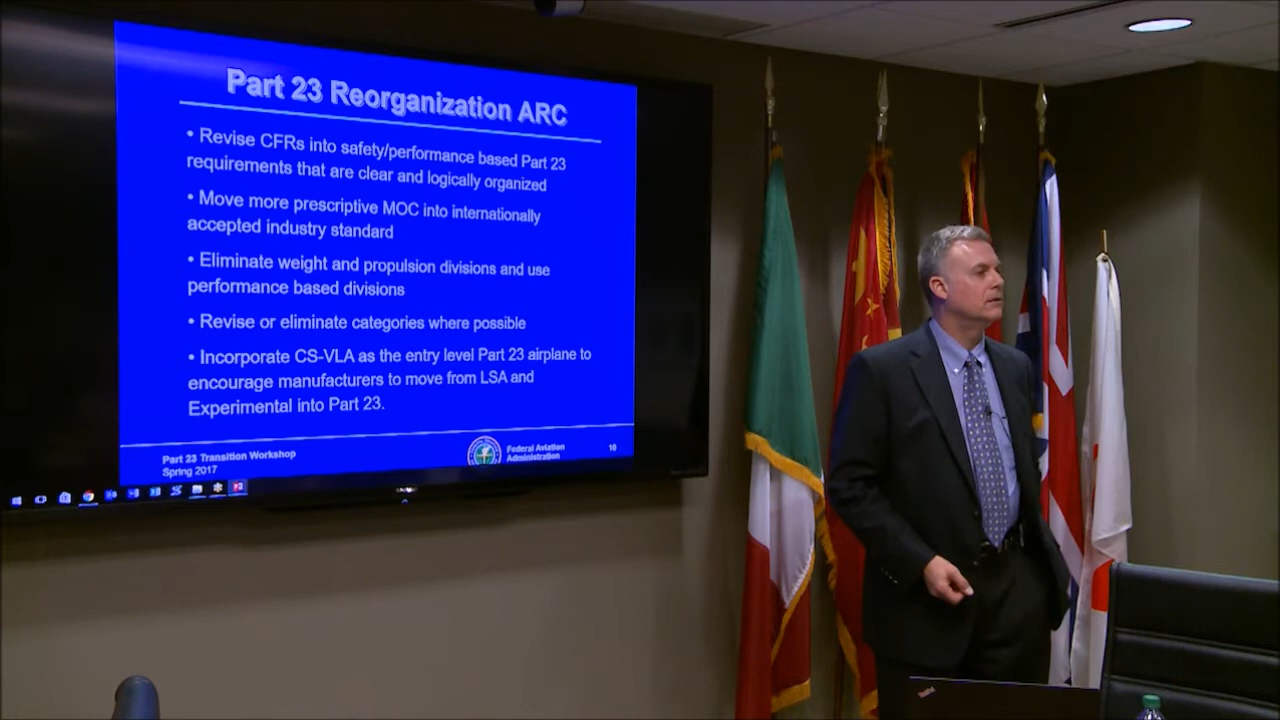 Part 23 Reorganization ARC
• Revise CFRs into safety/performance based Part 23
requirements that are clear and logically organized
• Move more prescriptive MOC into internationally
accepted industry standard
• Eliminate weight and propulsion divisions and use
performance based divisions
• Revise or eliminate categories where possible
• Incorporate CS-VLA as the entry level Part 23 airplane to
encourage manufacturers to move from LSA and
Experimental into Part 23.
Part 23 Transition Workshop
Spring 2017
Federal Aviation
Administration
10
ThinkPad